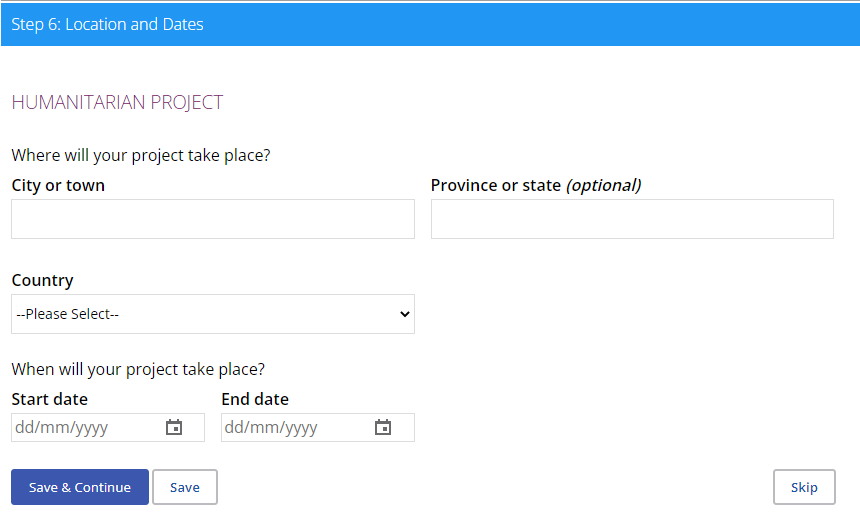 Step 6: Location and Dates
HUMANITARIAN PROJECT
Where will your project take place?
City or town
Province or state (optional)
Country
--Please Select--
When will your project take place?
Start date
End date
dd/mm/yyyy
dd/mm/yyyy
Save & Continue
Save
Skip